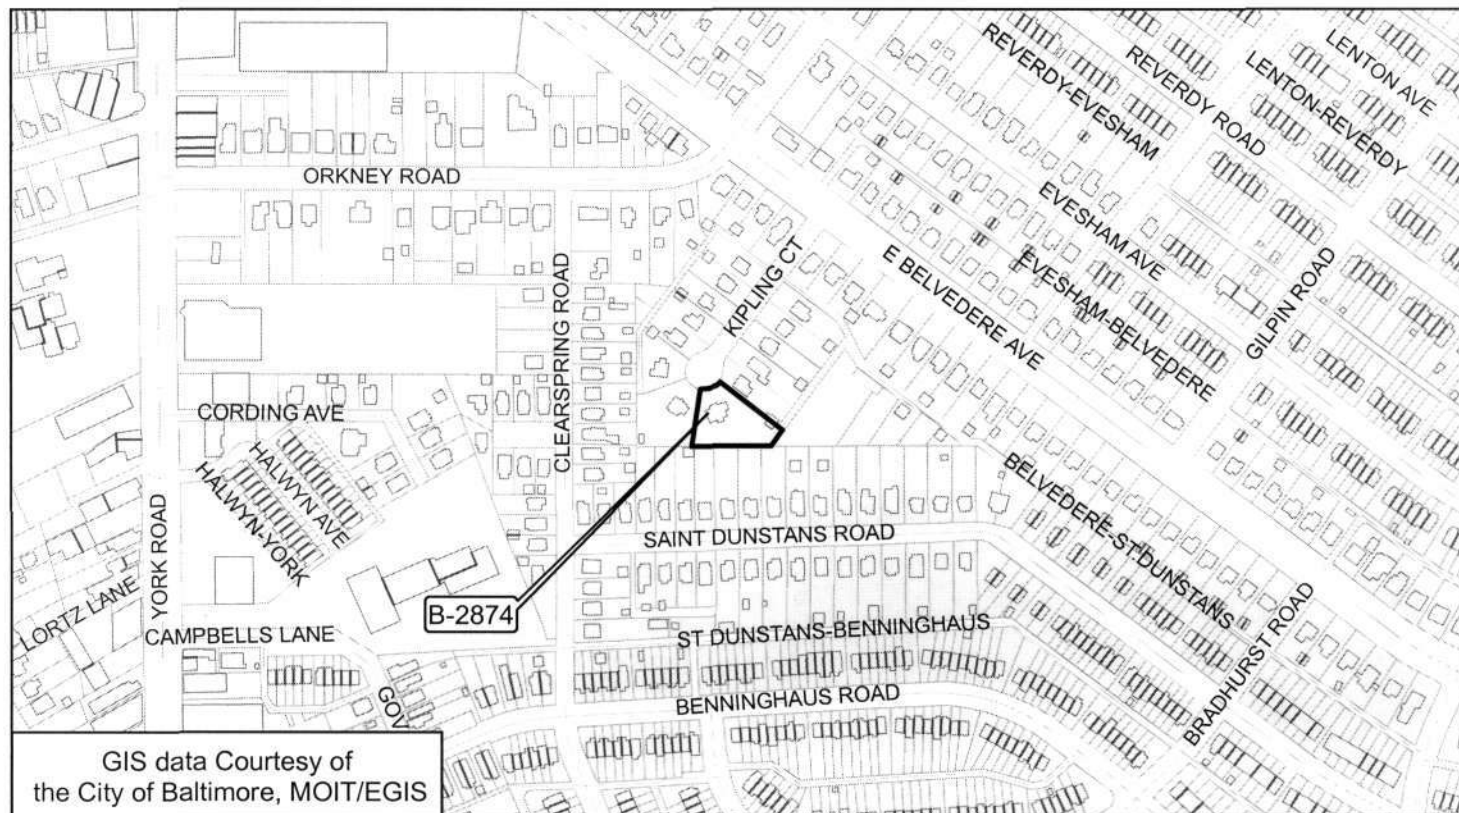 REVERDY-EVESHAM
REVERDY ROAD
LENTON-REVERDY
LENTON AVE
ORKNEY ROAD
EVESHAM AVE
EVESHAM-BELVEDERE
E BELVEDERE AVE
GILPIN ROAD
KIPLING CT
CLEARSPRING ROAD
CORDING AVE
HALWYN AVE
HALWYN-YORK
YORK ROAD
LORTZ LANE
CAMPBELLS LANE
SAINT DUNSTANS ROAD
BELVEDERE-ST DUNSTANS
BRADHURST ROAD
B-2874
ST DUNSTANS-BENNINGHAUS
BENNINGHAUS ROAD
GOV
GIS data Courtesy of
the City of Baltimore, MOIT/EGIS